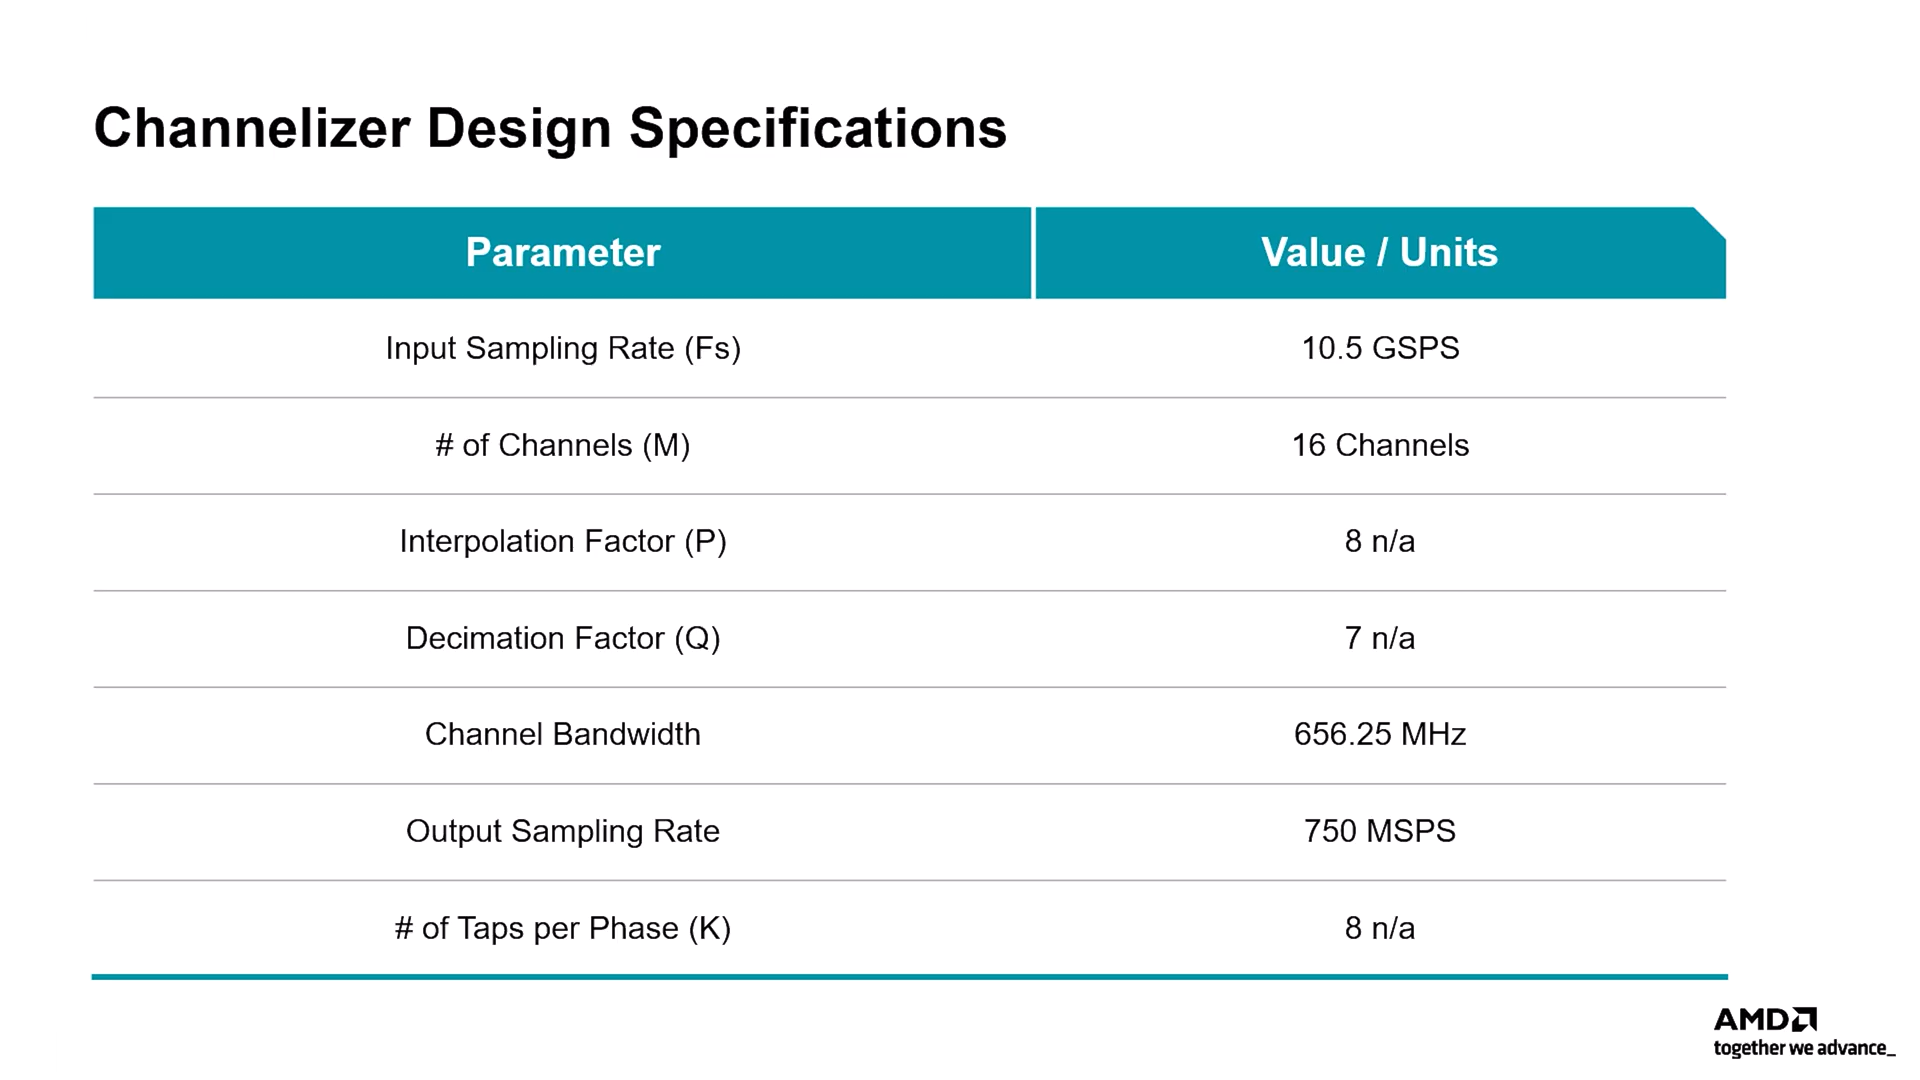 Channelizer Design Specifications
Parameter Value / Units
Input Sampling Rate (Fs) 10.5 GSPS
# of Channels (M) 16 Channels
Interpolation Factor (P) 8 n/a
Decimation Factor (Q) 7 n/a
Channel Bandwidth 656.25 MHz
Output Sampling Rate 750 MSPS
# of Taps per Phase (K) 8 n/a
AMD
together we advance_